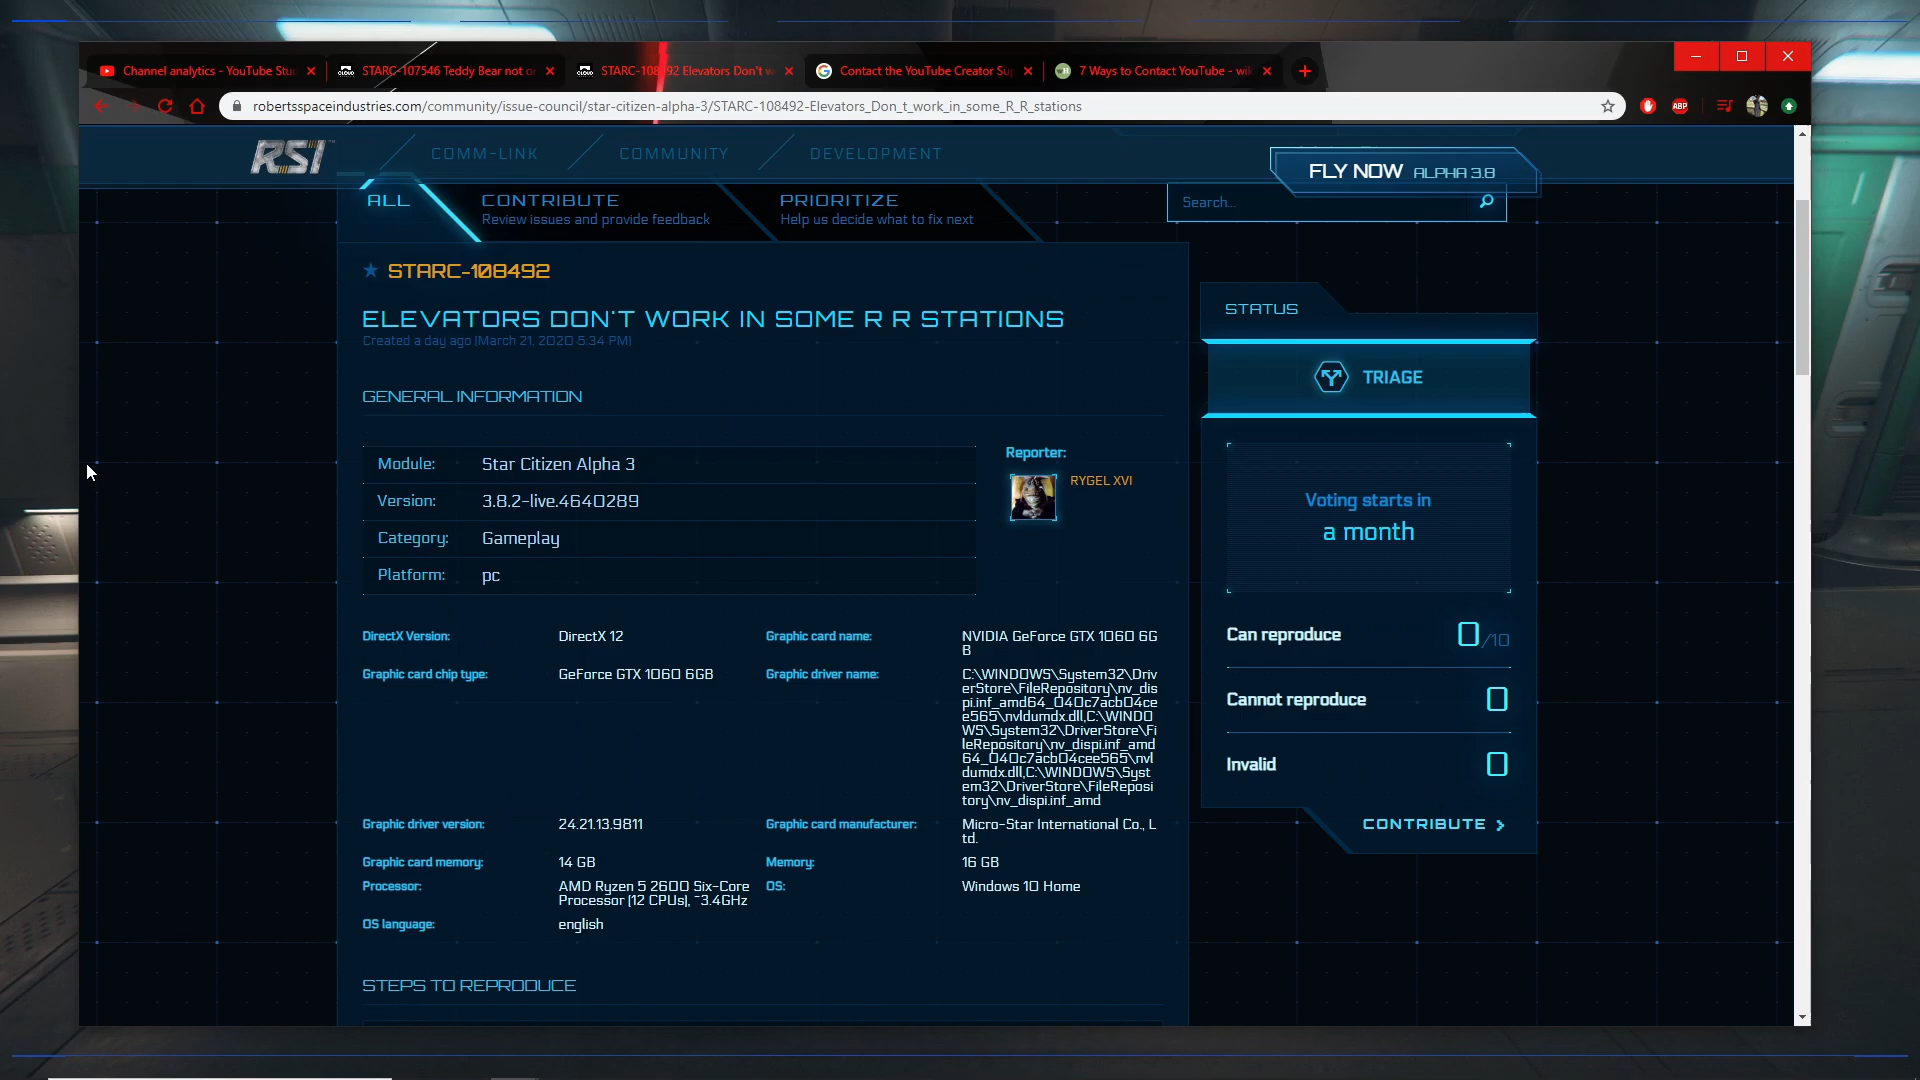 Channel analytics - YouTube Stu
STARC-107546 Teddy Bear not o
STARC-108492 Elevators Don't w
Contact the YouTube Creator Su
7 Ways to Contact YouTube - wik
robertsspaceindustries.com/community/issue-council/star-citizen-alpha-3/STARC-108492-Elevators_Don_t_work_in_some_R_R_stations
ABP
RSI
COMM-LINK
COMMUNITY
DEVELOPMENT
FLY NOW ALPHA 3.8
ALL
CONTRIBUTE
Review issues and provide feedback
PRIORITIZE
Help us decide what to fix next
Search...
STARC-108492
ELEVATORS DON'T WORK IN SOME R R STATIONS
Created a day ago (March 21, 2020 5:34 PM)
GENERAL INFORMATION
Module: Star Citizen Alpha 3
Version: 3.8.2-live.4640289
Category: Gameplay
Platform: pc
Reporter:
RYGEL XVI
DirectX Version: DirectX 12
Graphic card name: NVIDIA GeForce GTX 1060 6G
B
Graphic card chip type: GeForce GTX 1060 6GB
Graphic driver name: C:\WINDOWS\System32\Driv
erStore\FileRepository\nv_dis
pi.inf_amd64_040c7acb04ce
e565\nvldumdx.dll,C:\WINDO
WS\System32\DriverStore\Fi
leRepository\nv_dispi.inf_amd
64_040c7acb04cee565\nvl
dumdx.dll,C:\WINDOWS\Syst
em32\DriverStore\FileReposi
tory\nv_dispi.inf_amd
Graphic driver version: 24.21.13.9811
Graphic card manufacturer: Micro-Star International Co., L
td.
Graphic card memory: 14 GB
Memory: 16 GB
Processor: AMD Ryzen 5 2600 Six-Core
Processor (12 CPUs), ~3.4GHz
OS: Windows 10 Home
OS language: english
STEPS TO REPRODUCE
STATUS
TRIAGE
Voting starts in
a month
Can reproduce 0/10
Cannot reproduce 0
Invalid 0
CONTRIBUTE